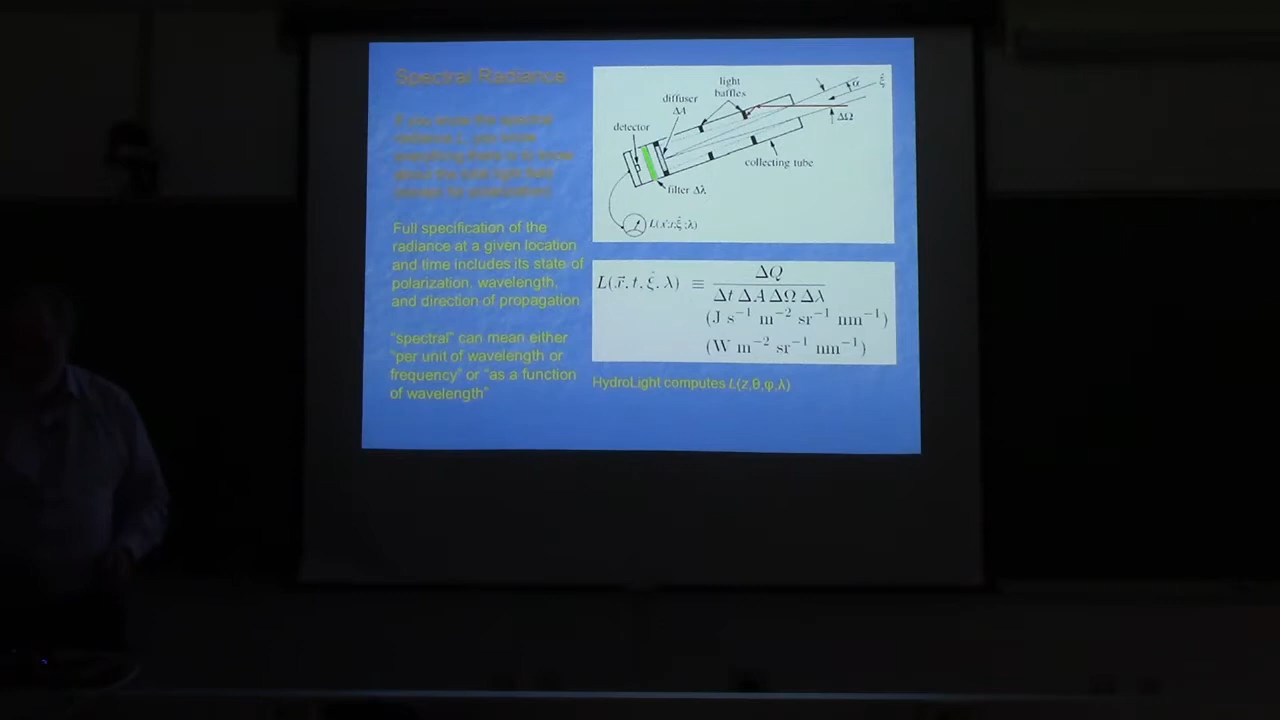 Spectral Radiance
If you know the spectral
radiance L, you know
everything there is to know
about the total light field
Full specification of the
radiance at a given location
and time includes its state of
polarization, wavelength,
and direction of propagation
"spectral" can mean either
"per unit of wavelength or
frequency" or "as a function
of wavelength"
light
baffles
diffuser
ΔA
detector
α
ξ̂
ΔΩ
collecting tube
filter Δλ
L(x⃗;t;ξ̂;λ)
L(x⃗, t, ξ̂, λ) ≡ ΔQ / Δt ΔA ΔΩ Δλ
(J s⁻¹ m⁻² sr⁻¹ nm⁻¹)
(W m⁻² sr⁻¹ nm⁻¹)
HydroLight computes L(z,θ,φ,λ)